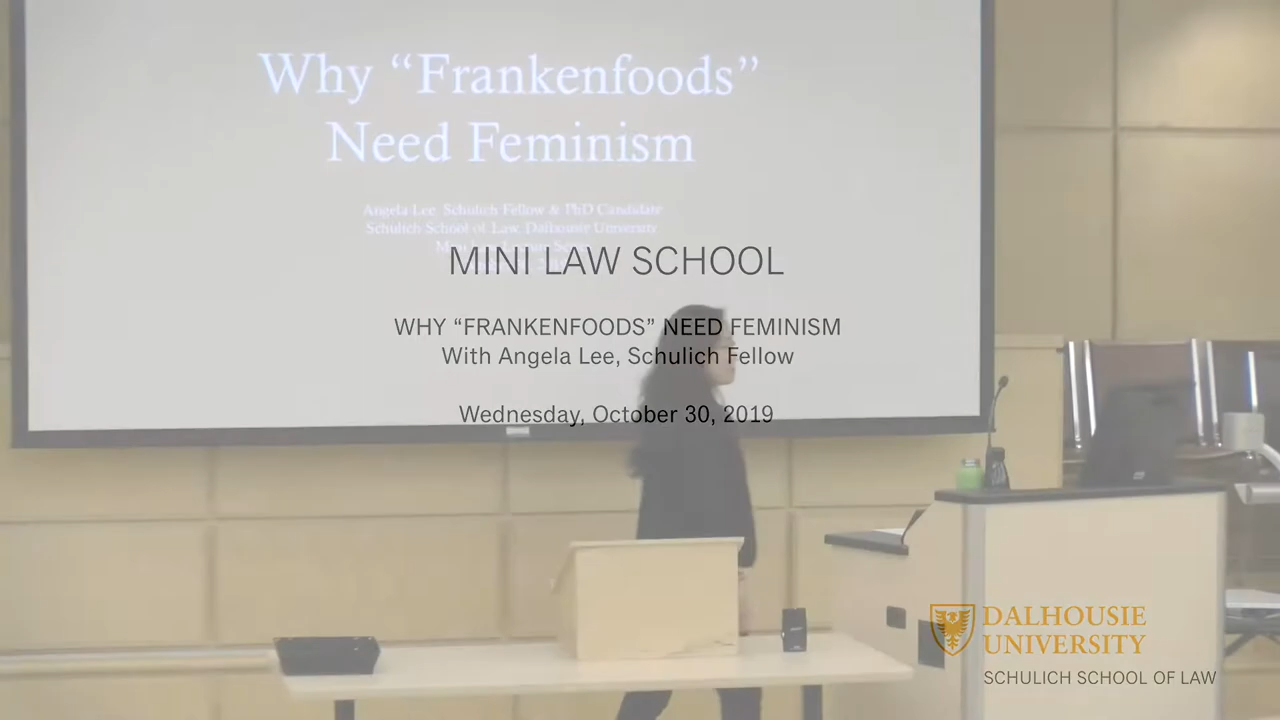 Why “Frankenfoods”
Need Feminism
Angela Lee, Schulich Fellow & PhD Candidate
Schulich School of Law, Dalhousie University
MINI LAW SCHOOL
WHY “FRANKENFOODS” NEED FEMINISM
With Angela Lee, Schulich Fellow
Wednesday, October 30, 2019
DALHOUSIE
UNIVERSITY
SCHULICH SCHOOL OF LAW